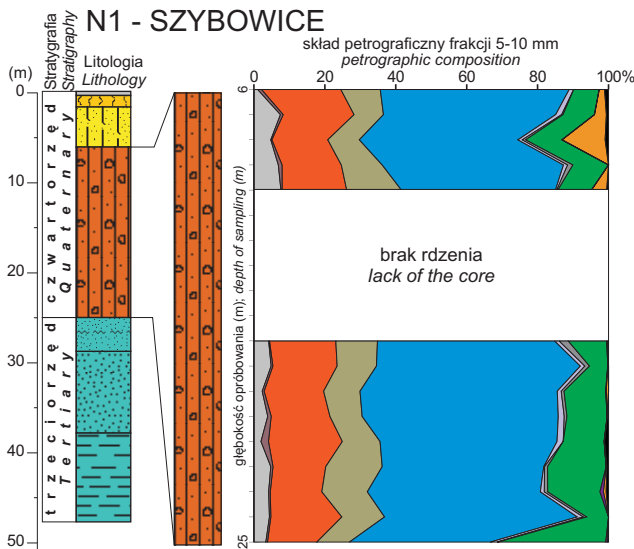 N1 - SZYBOWICE
Stratygrafia
Stratigraphy
Litologia
Lithology
skład petrograficzny frakcji 5-10 mm
petrographic composition
(m)
0
10
20
30
40
50
czwartorzęd
Quaternary
trzeciorzęd
Tertiary
0 20 40 60 80 100%
6
głębokość opróbowania (m); depth of sampling (m)
25
brak rdzenia
lack of the core